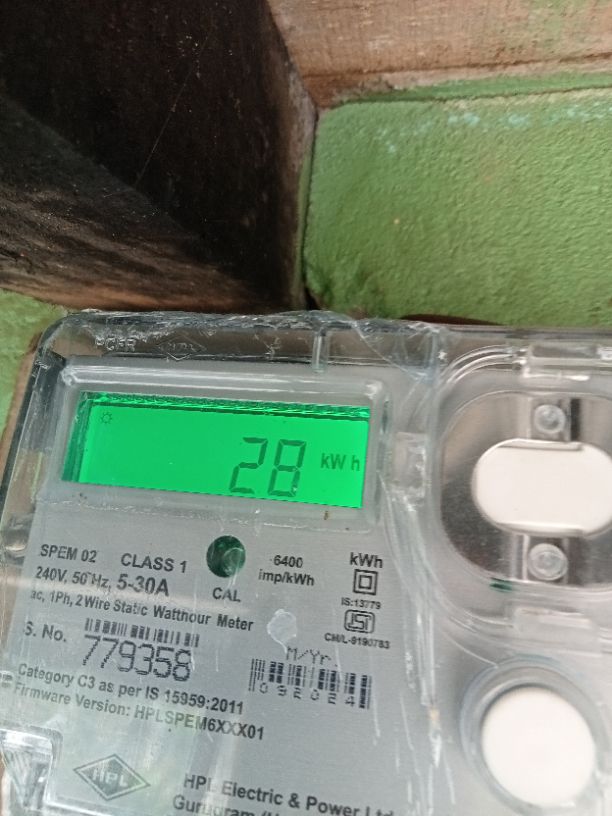 28 kWh
SPEM 02 CLASS 1
240V, 50 Hz, 5-30A
ac, 1Ph, 2 Wire Static Watthour Meter
CAL
6400
imp/kWh
kWh
IS:13779
ISI
CM/L-9190783
S. No.
779358
M/Yr
092024
Category C3 as per IS 15959:2011
Firmware Version: HPLSPEM6XXX01
HPL
HPL Electric & Power Ltd
Gurugram